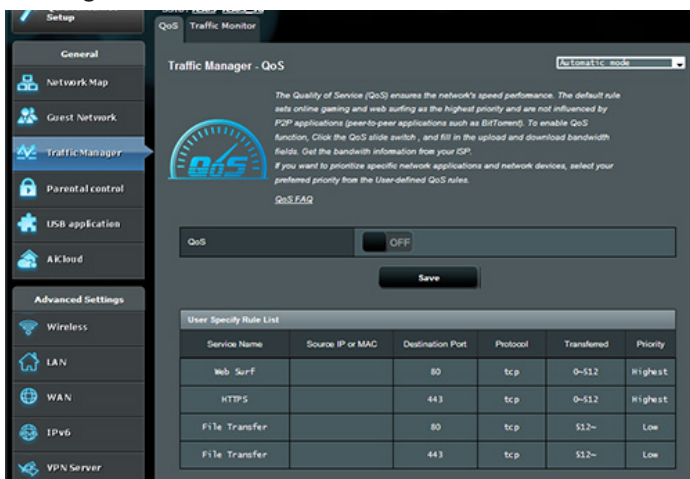 Setup
QoS Traffic Monitor
General
Network Map
Guest Network
Traffic Manager
Parental control
USB application
AiCloud
Advanced Settings
Wireless
LAN
WAN
IPv6
VPN Server
Traffic Manager - QoS
Automatic mode
The Quality of Service (QoS) ensures the network's speed performance. The default rule
sets online gaming and web surfing as the highest priority and are not influenced by
P2P applications (peer-to-peer applications such as BitTorrent). To enable QoS
function, Click the QoS slide switch , and fill in the upload and download bandwidth
fields. Get the bandwidth information from your ISP.
If you want to prioritize specific network applications and network devices, select your
preferred priority from the User-defined QoS rules.
QoS FAQ
QoS
QoS OFF
Save
User Specify Rule List
Service Name Source IP or MAC Destination Port Protocol Transferred Priority
Web Surf 80 tcp 0~512 Highest
HTTPS 443 tcp 0~512 Highest
File Transfer 80 tcp 512~ Low
File Transfer 443 tcp 512~ Low